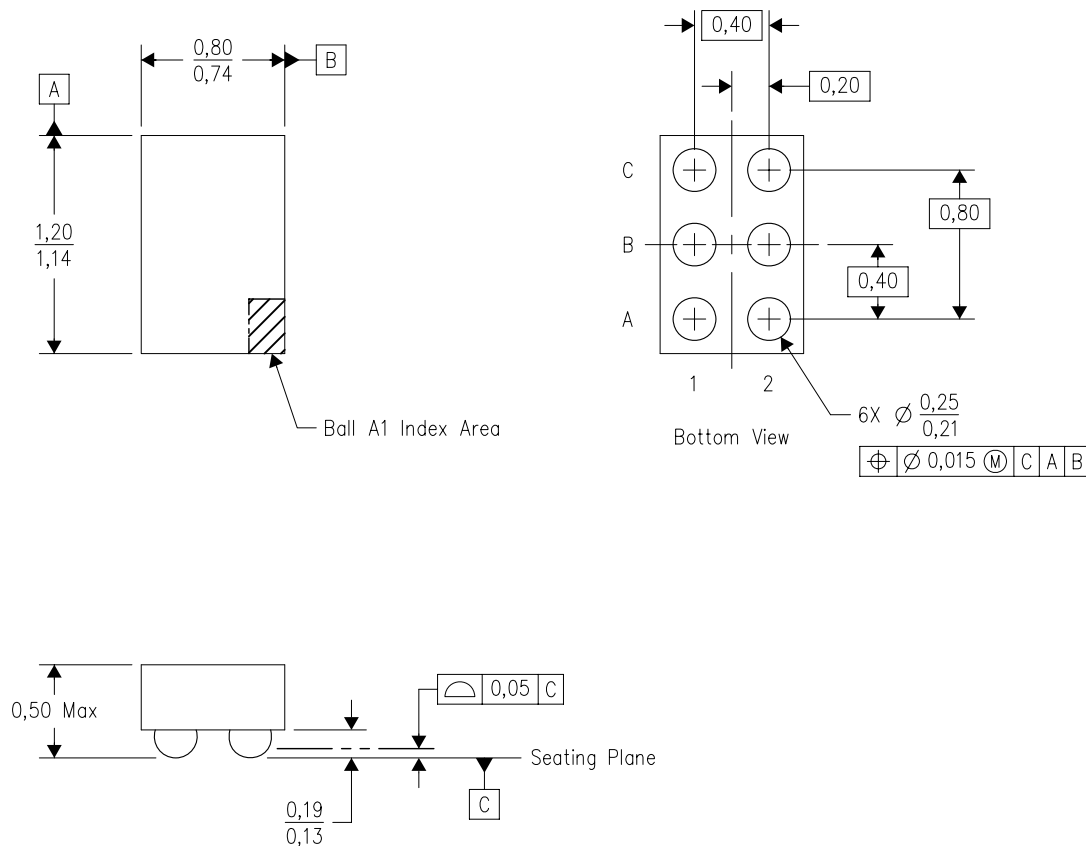 0,80
0,74
B
A
1,20
1,14
Ball A1 Index Area
0,40
0,20
C
B
A
0,80
0,40
1 2
Bottom View
6X Ø 0,25
0,21
⌖ Ø 0,015 Ⓜ C A B
0,50 Max
⌓ 0,05 C
Seating Plane
C
0,19
0,13